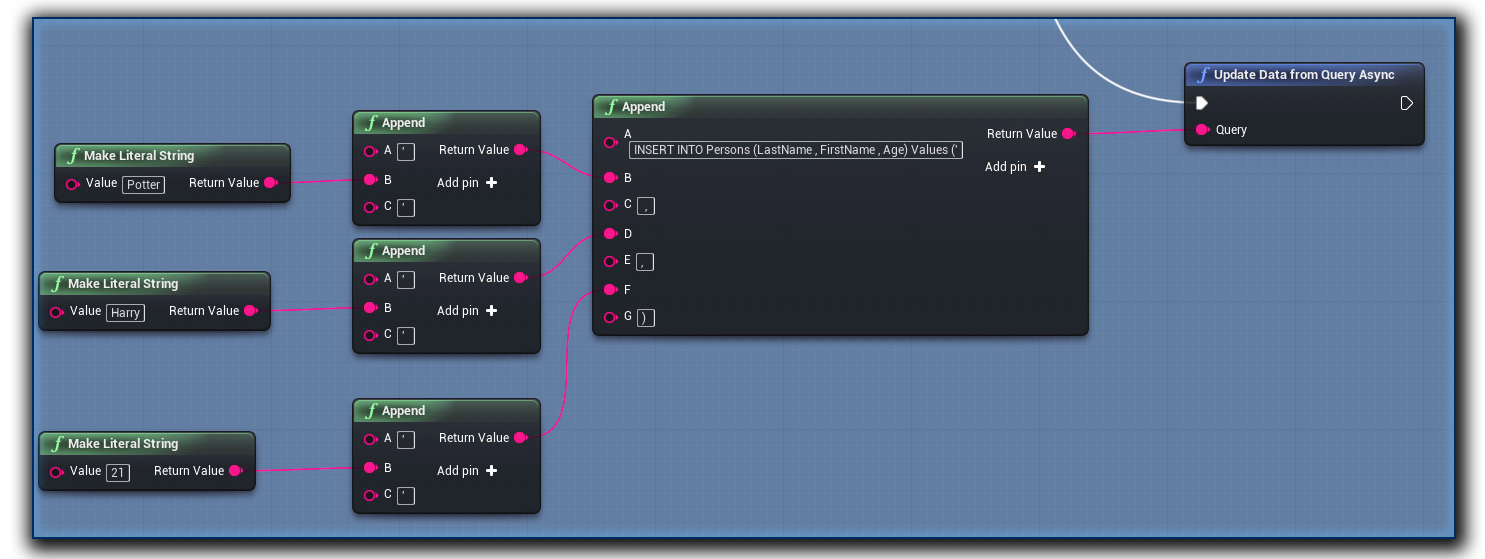 Update Data from Query Async
Query
Append
A
INSERT INTO Persons (LastName , FirstName , Age) Values ('
Return Value
Add pin
B
C ,
D
E ,
F
G )
Append
A '
Return Value
B
Add pin
C '
Make Literal String
Value Potter Return Value
Append
A '
Return Value
B
Add pin
C '
Make Literal String
Value Harry Return Value
Append
A '
Return Value
B
Add pin
C '
Make Literal String
Value 21 Return Value